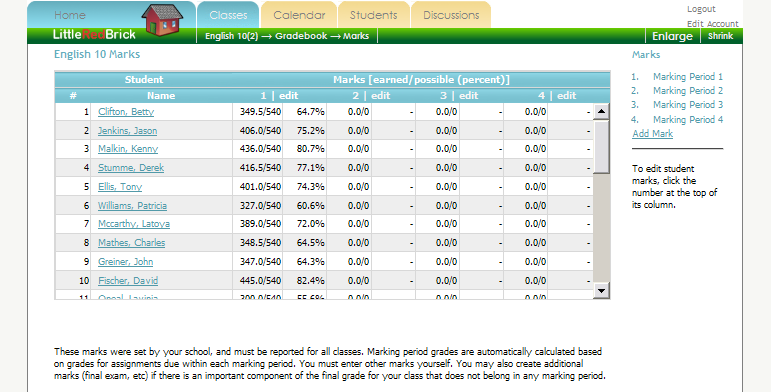 Home Classes Calendar Students Discussions Logout
Edit Account
LittleRedBrick English 10(2) → Gradebook → Marks Enlarge Shrink
English 10 Marks
Student Marks [earned/possible (percent)]
# Name 1 | edit 2 | edit 3 | edit 4 | edit
1 Clifton, Betty 349.5/540 64.7% 0.0/0 - 0.0/0 - 0.0/0 -
2 Jenkins, Jason 406.0/540 75.2% 0.0/0 - 0.0/0 - 0.0/0 -
3 Malkin, Kenny 436.0/540 80.7% 0.0/0 - 0.0/0 - 0.0/0 -
4 Stumme, Derek 416.5/540 77.1% 0.0/0 - 0.0/0 - 0.0/0 -
5 Ellis, Tony 401.0/540 74.3% 0.0/0 - 0.0/0 - 0.0/0 -
6 Williams, Patricia 327.0/540 60.6% 0.0/0 - 0.0/0 - 0.0/0 -
7 Mccarthy, Latoya 389.0/540 72.0% 0.0/0 - 0.0/0 - 0.0/0 -
8 Mathes, Charles 348.5/540 64.5% 0.0/0 - 0.0/0 - 0.0/0 -
9 Greiner, John 347.0/540 64.3% 0.0/0 - 0.0/0 - 0.0/0 -
10 Fischer, David 445.0/540 82.4% 0.0/0 - 0.0/0 - 0.0/0 -
11
Marks
1. Marking Period 1
2. Marking Period 2
3. Marking Period 3
4. Marking Period 4
Add Mark
To edit student
marks, click the
number at the top of
its column.
These marks were set by your school, and must be reported for all classes. Marking period grades are automatically calculated based
on grades for assignments due within each marking period. You must enter other marks yourself. You may also create additional
marks (final exam, etc) if there is an important component of the final grade for your class that does not belong in any marking period.